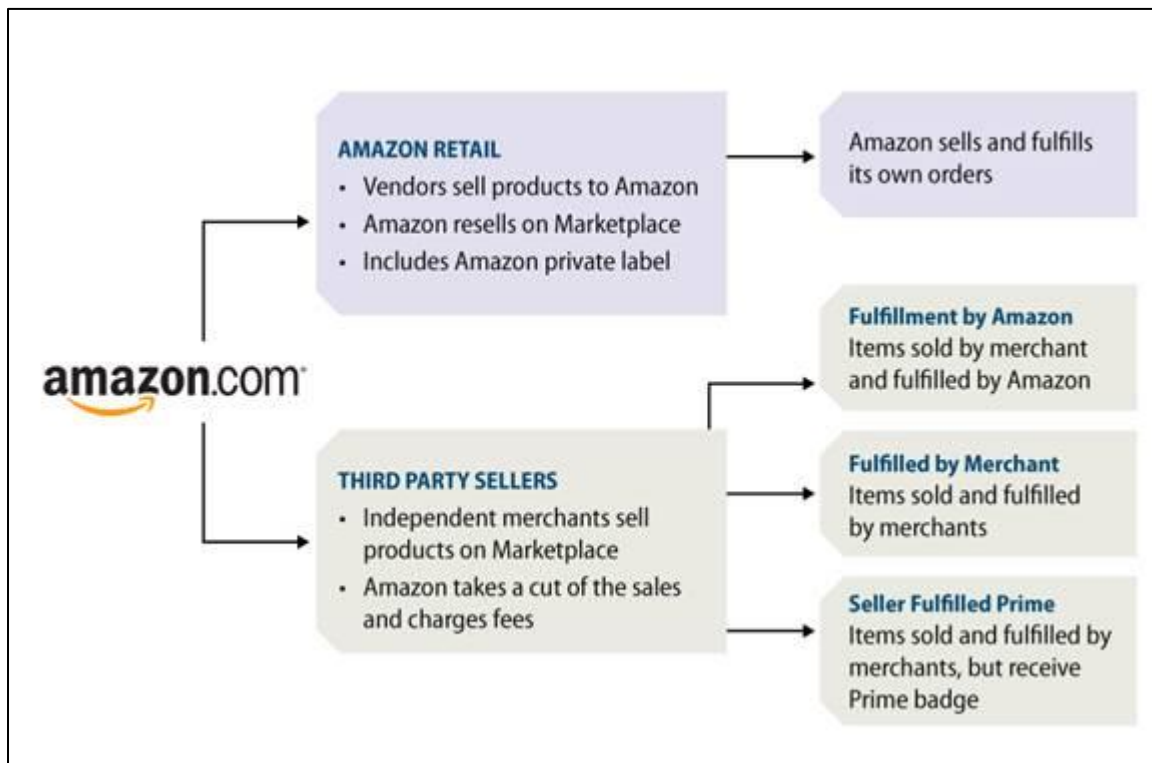 amazon.com
AMAZON RETAIL
• Vendors sell products to Amazon
• Amazon resells on Marketplace
• Includes Amazon private label
Amazon sells and fulfills
its own orders
THIRD PARTY SELLERS
• Independent merchants sell
products on Marketplace
• Amazon takes a cut of the sales
and charges fees
Fulfillment by Amazon
Items sold by merchant
and fulfilled by Amazon
Fulfilled by Merchant
Items sold and fulfilled
by merchants
Seller Fulfilled Prime
Items sold and fulfilled by
merchants, but receive
Prime badge